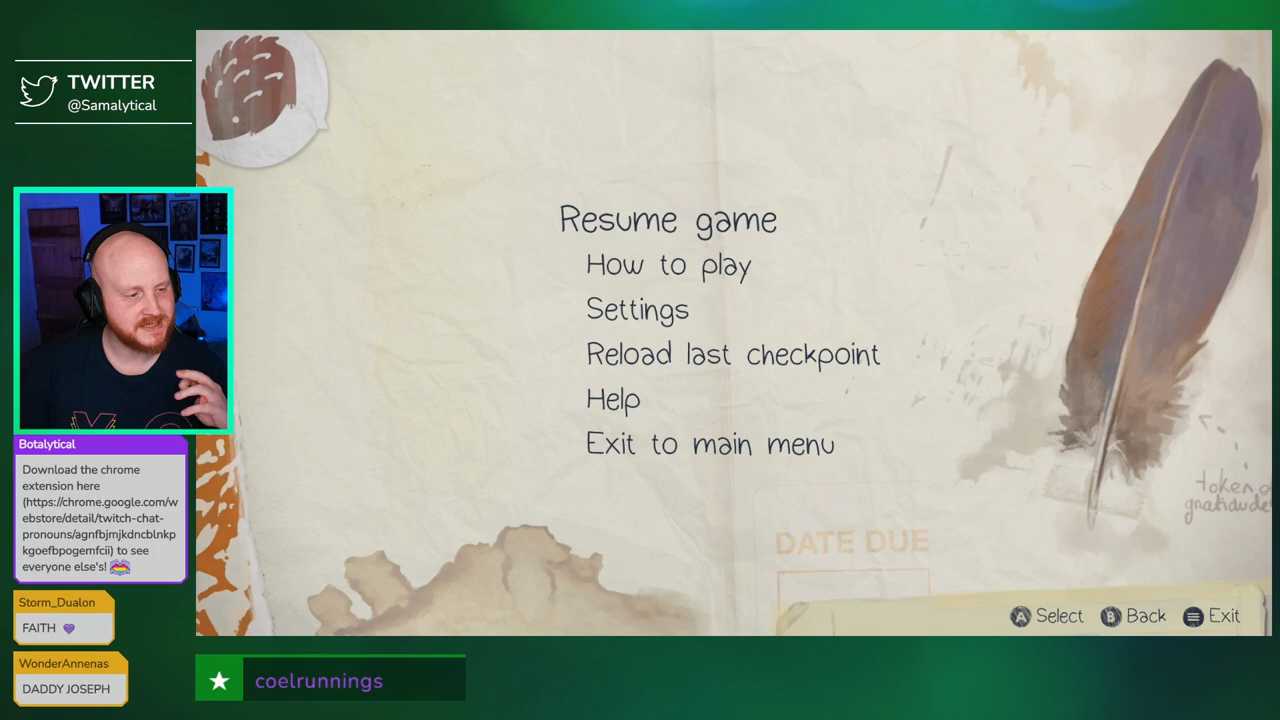 TWITTER
@Samalytical
Resume game
How to play
Settings
Reload last checkpoint
Help
Exit to main menu
token o
gratidude
DATE DUE
Select
Back
Exit
Botalytical
Download the chrome
extension here
(https://chrome.google.com/w
ebstore/detail/twitch-chat-
pronouns/agnfbjmjkdncblnkp
kgoefbpogemfcii) to see
everyone else's!
Storm_Dualon
FAITH
WonderAnnenas
DADDY JOSEPH
coelrunnings